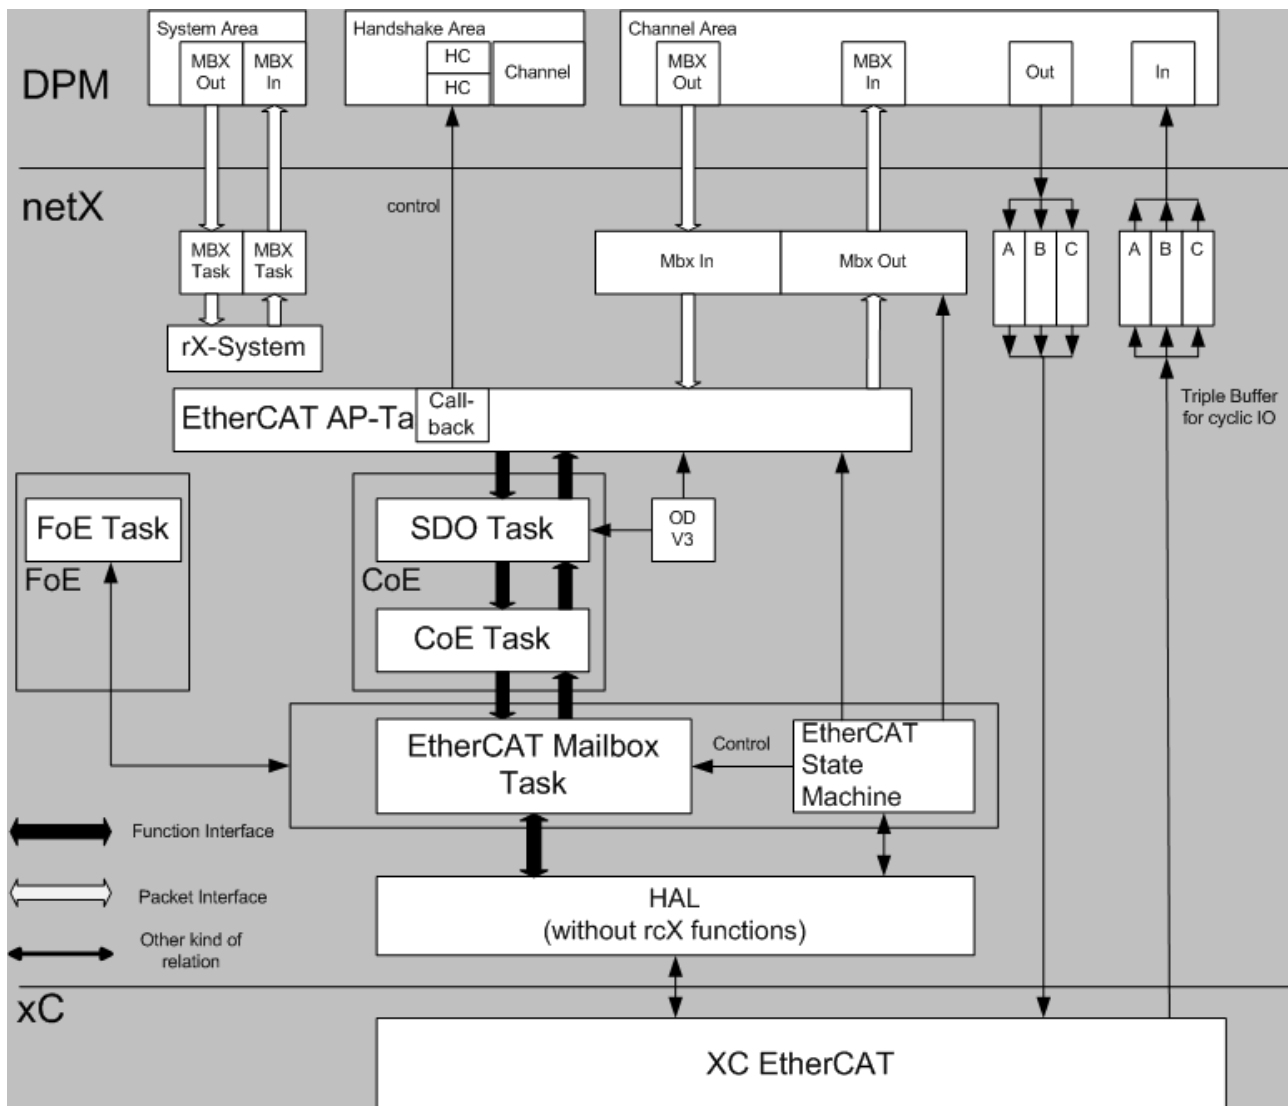 System Area
Handshake Area
Channel Area
MBX
Out
MBX
In
HC
HC
Channel
MBX
Out
MBX
In
Out
In
DPM
netX
control
MBX
Task
MBX
Task
Mbx In
Mbx Out
A
B
C
A
B
C
rX-System
EtherCAT AP-Ta
Call-
back
Triple Buffer
for cyclic IO
FoE Task
FoE
SDO Task
CoE
OD
V3
CoE Task
EtherCAT Mailbox
Task
Control
EtherCAT
State
Machine
Function Interface
Packet Interface
Other kind of
relation
HAL
(without rcX functions)
xC
XC EtherCAT